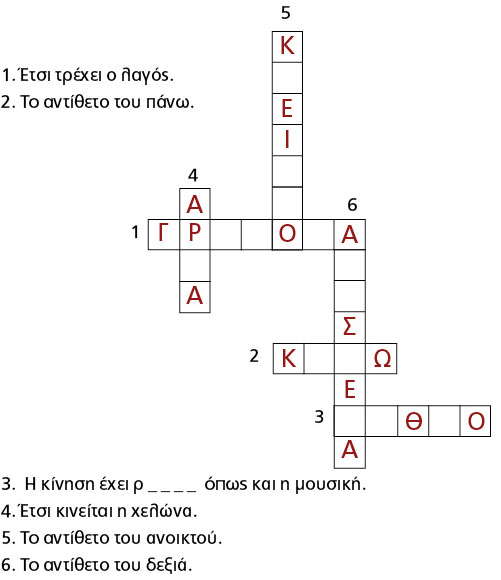 5
Κ
1. Έτσι τρέχει ο λαγός.
2. Το αντίθετο του πάνω.
Ε
Ι
4
Α
6
1 Γ Ρ Ο Α
Α
Σ
2 Κ Ω
Ε
3 Θ Ο
Α
3. Η κίνηση έχει ρ _ _ _ _ όπως και η μουσική.
4. Έτσι κινείται η χελώνα.
5. Το αντίθετο του ανοικτού.
6. Το αντίθετο του δεξιά.